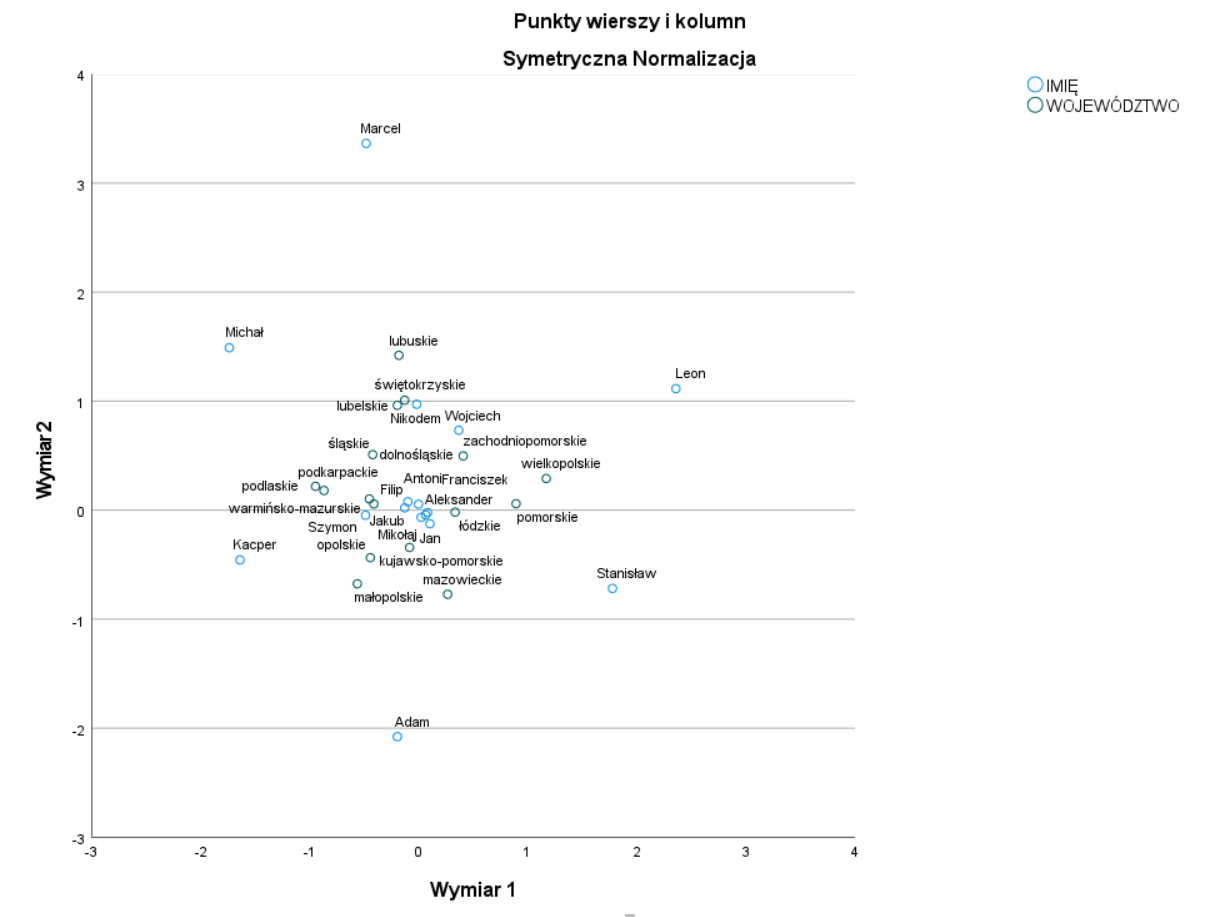 Punkty wierszy i kolumn
Symetryczna Normalizacja
IMIĘ
WOJEWÓDZTWO
4
Marcel
3
2
Michał
lubuskie
Leon
świętokrzyskie
1
lubelskie
Nikodem Wojciech
śląskie
zachodniopomorskie
dolnośląskie
wielkopolskie
podkarpackie
Antoni Franciszek
podlaskie
Filip
Aleksander
0
warmińsko-mazurskie
pomorskie
Szymon
Jakub
łódzkie
Mikołaj
Jan
Kacper
opolskie
kujawsko-pomorskie
Stanisław
mazowieckie
małopolskie
-1
Adam
-2
-3
-3 -2 -1 0 1 2 3 4
Wymiar 2
Wymiar 1